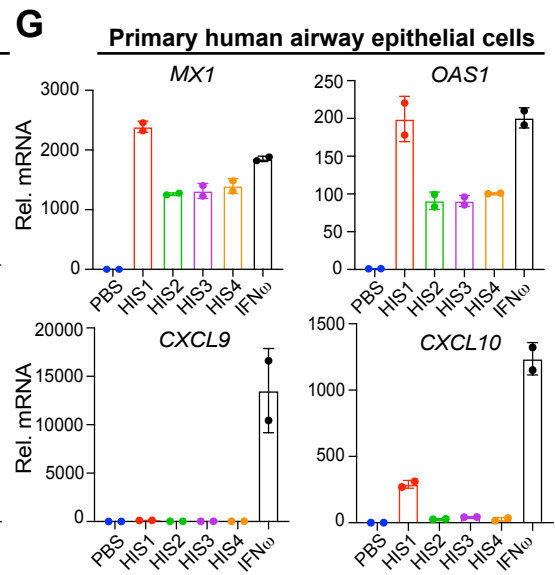 G
Primary human airway epithelial cells
MX1
Rel. mRNA
3000
2000
1000
0
PBS HIS1 HIS2 HIS3 HIS4 IFNω
OAS1
250
200
150
100
50
0
PBS HIS1 HIS2 HIS3 HIS4 IFNω
CXCL9
Rel. mRNA
20000
15000
10000
5000
0
PBS HIS1 HIS2 HIS3 HIS4 IFNω
CXCL10
1500
1000
500
0
PBS HIS1 HIS2 HIS3 HIS4 IFNω